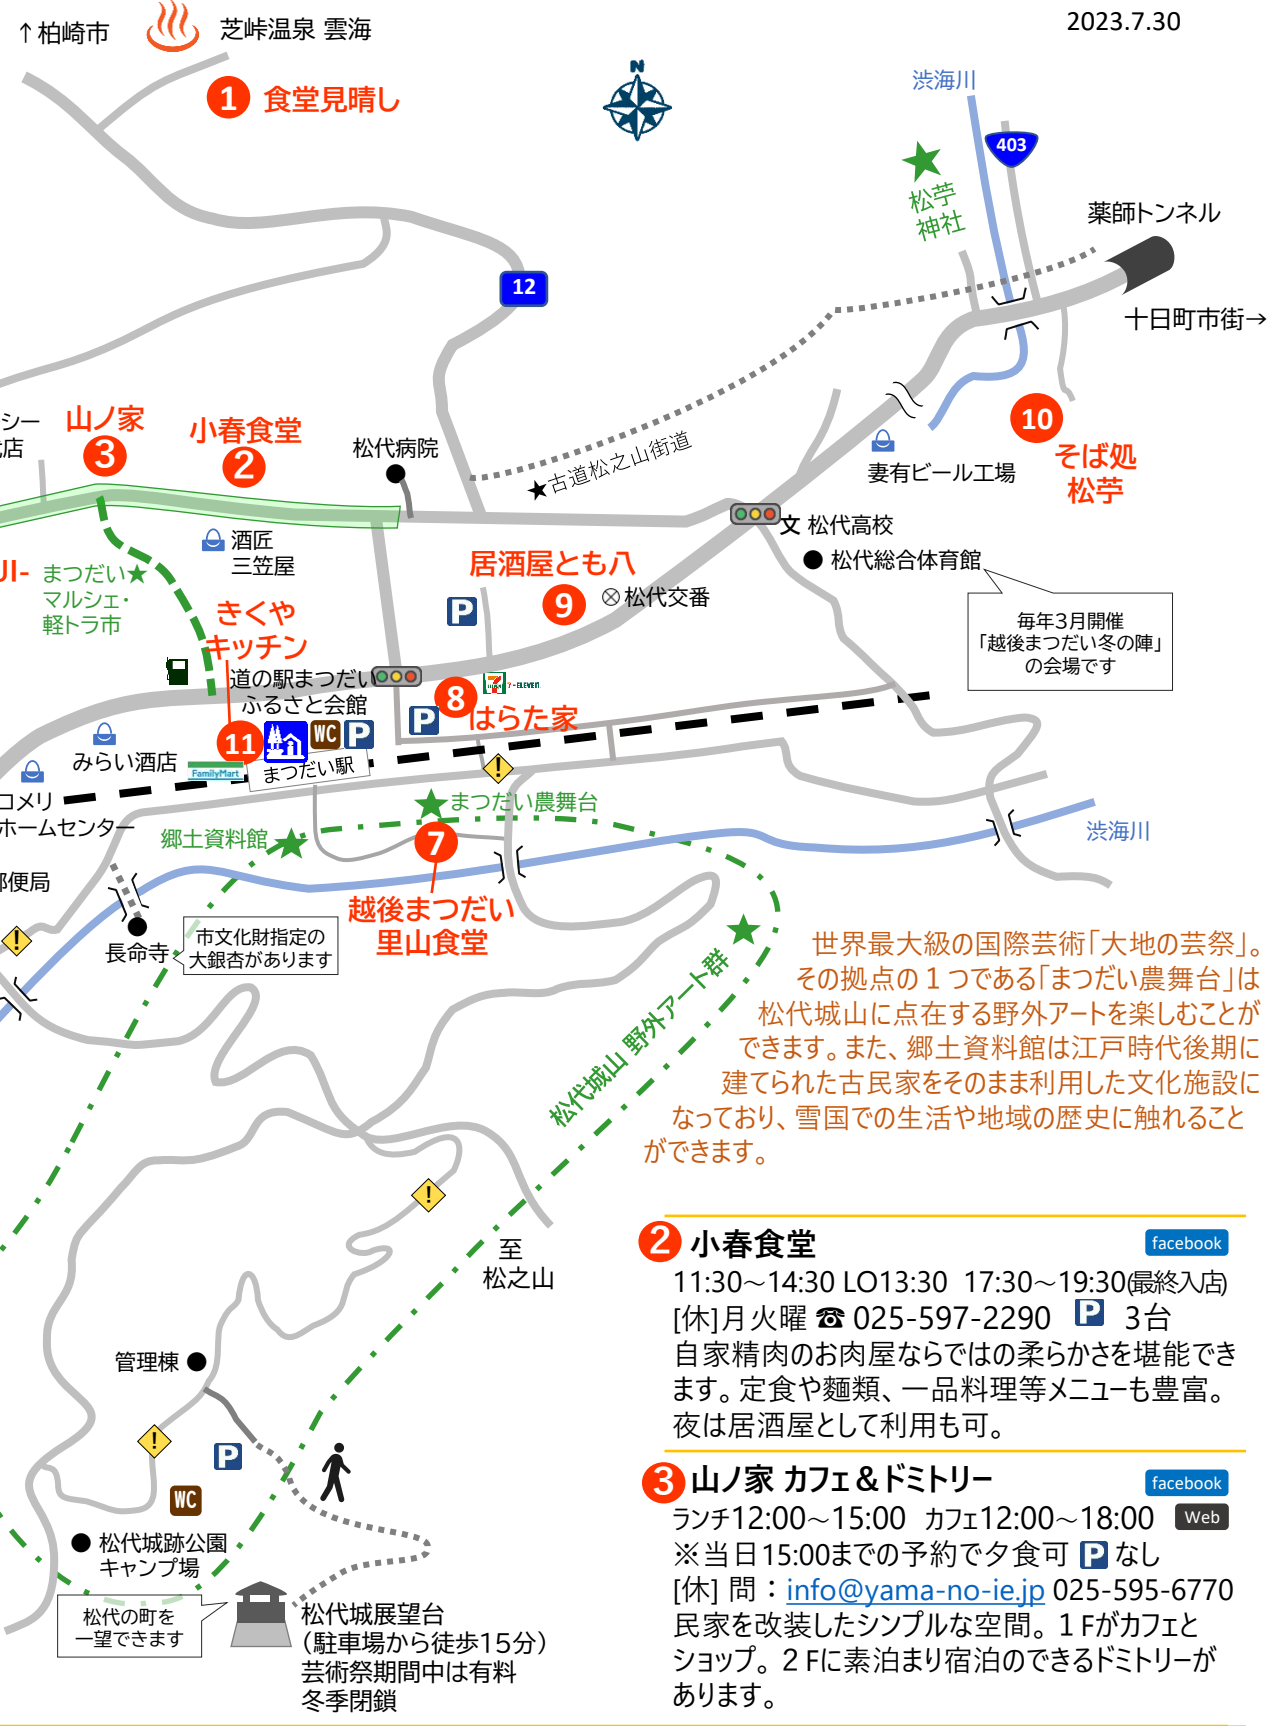 ↑柏崎市
芝峠温泉 雲海
2023.7.30
N
1 食堂見晴し
渋海川
403
松苧
神社
薬師トンネル
12
十日町市街→
シー
店
山ノ家
3
小春食堂
2
松代病院
★古道松之山街道
妻有ビール工場
10
そば処
松苧
文 松代高校
松代総合体育館
酒匠
三笠屋
居酒屋とも八
9
松代交番
P
毎年3月開催
「越後まつだい冬の陣」
の会場です
JI-
まつだい★
マルシェ・
軽トラ市
きくや
キッチン
道の駅まつだい
ふるさと会館
7-ELEVEN
8
はらた家
P
みらい酒店
11
WC
P
FamilyMart
まつだい駅
コメリ
ホームセンター
まつだい農舞台
郷土資料館
7
渋海川
郵便局
越後まつだい
里山食堂
長命寺
市文化財指定の
大銀杏があります
松代城山 野外アート群
世界最大級の国際芸術「大地の芸祭」。
その拠点の１つである「まつだい農舞台」は
松代城山に点在する野外アートを楽しむことが
できます。また、郷土資料館は江戸時代後期に
建てられた古民家をそのまま利用した文化施設に
なっており、雪国での生活や地域の歴史に触れること
ができます。
至
松之山
2 小春食堂
facebook
11:30～14:30 LO13:30 17:30～19:30(最終入店)
[休]月火曜 ☎ 025-597-2290 P 3台
自家精肉のお肉屋ならではの柔らかさを堪能でき
ます。定食や麺類、一品料理等メニューも豊富。
夜は居酒屋として利用も可。
3 山ノ家 カフェ＆ドミトリー
facebook
ランチ12:00～15:00 カフェ12:00～18:00 Web
※当日15:00までの予約で夕食可 P なし
[休] 問：info@yama-no-ie.jp 025-595-6770
民家を改装したシンプルな空間。１Fがカフェと
ショップ。２Fに素泊まり宿泊のできるドミトリーが
あります。
管理棟
P
WC
松代城跡公園
キャンプ場
松代の町を
一望できます
松代城展望台
（駐車場から徒歩15分）
芸術祭期間中は有料
冬季閉鎖